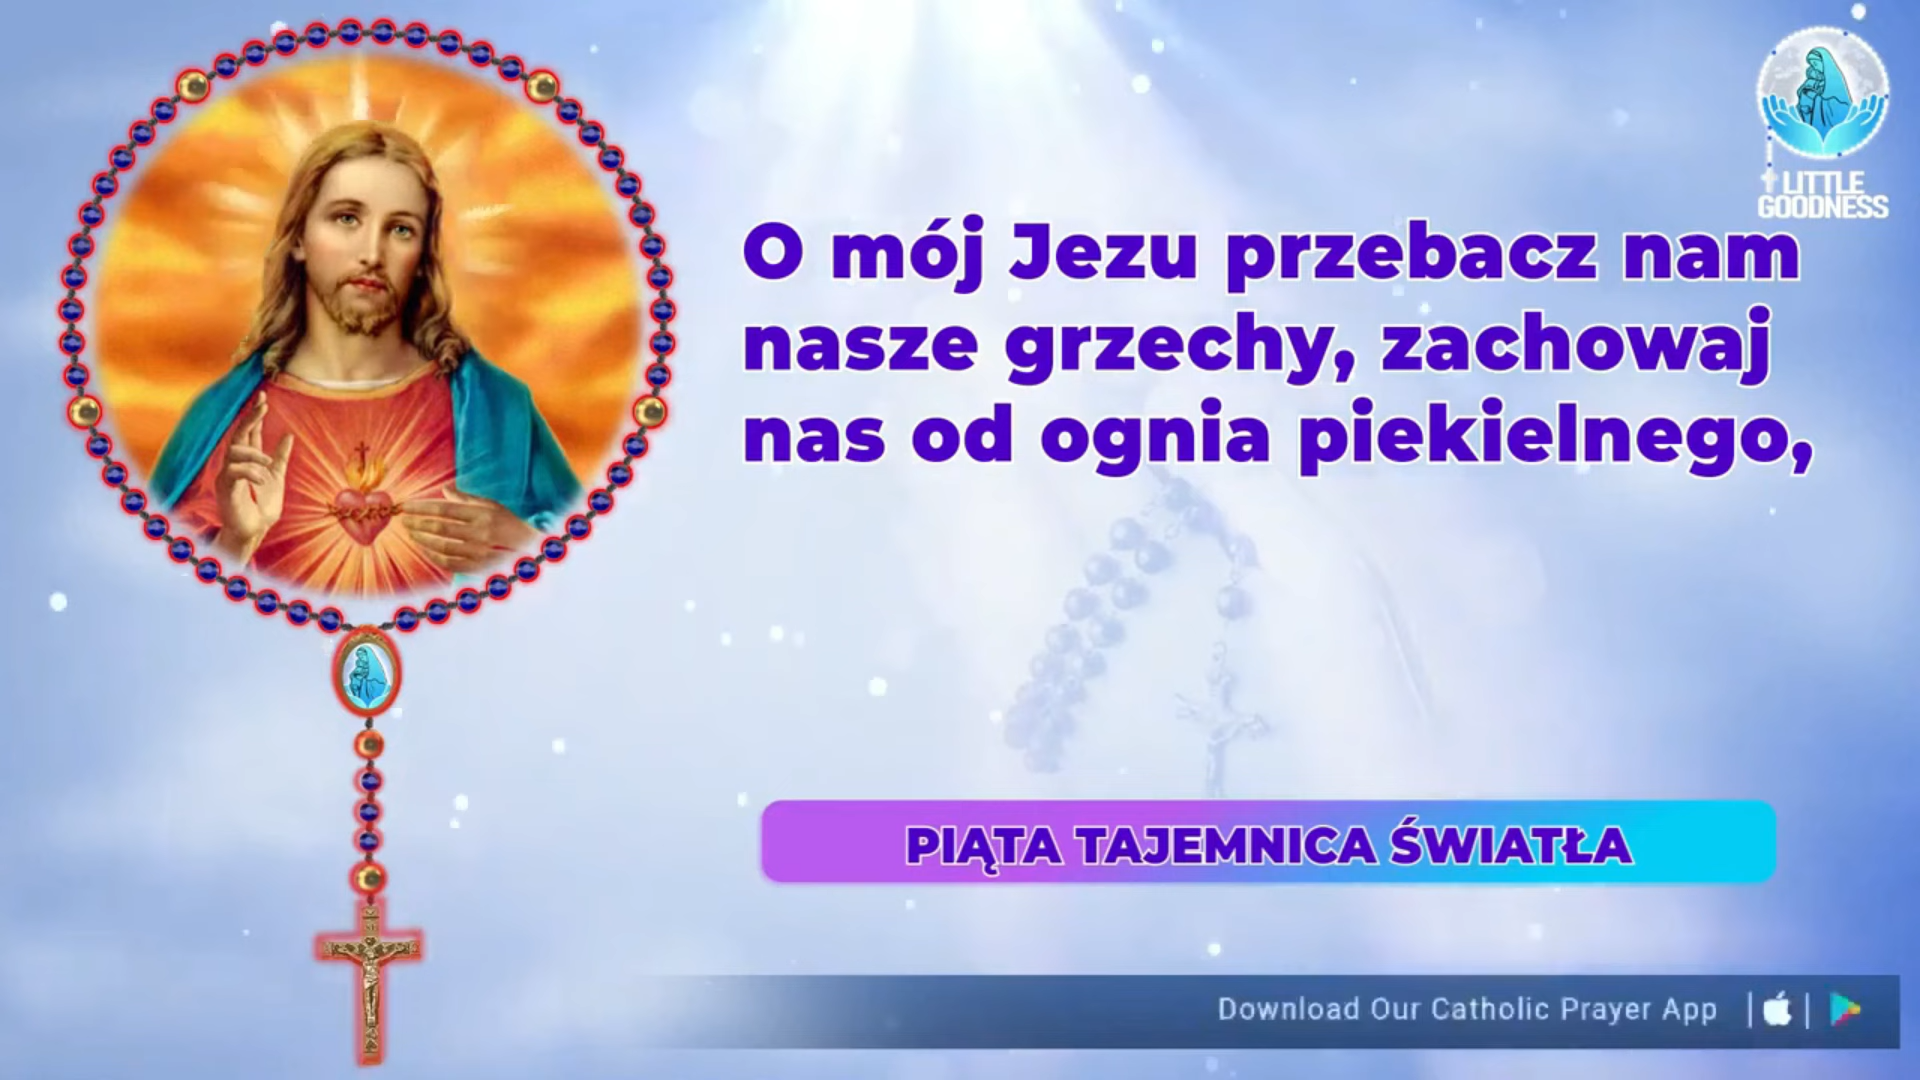 LITTLE
GOODNESS
O mój Jezu przebacz nam
nasze grzechy, zachowaj
nas od ognia piekielnego,
PIĄTA TAJEMNICA ŚWIATŁA
Download Our Catholic Prayer App